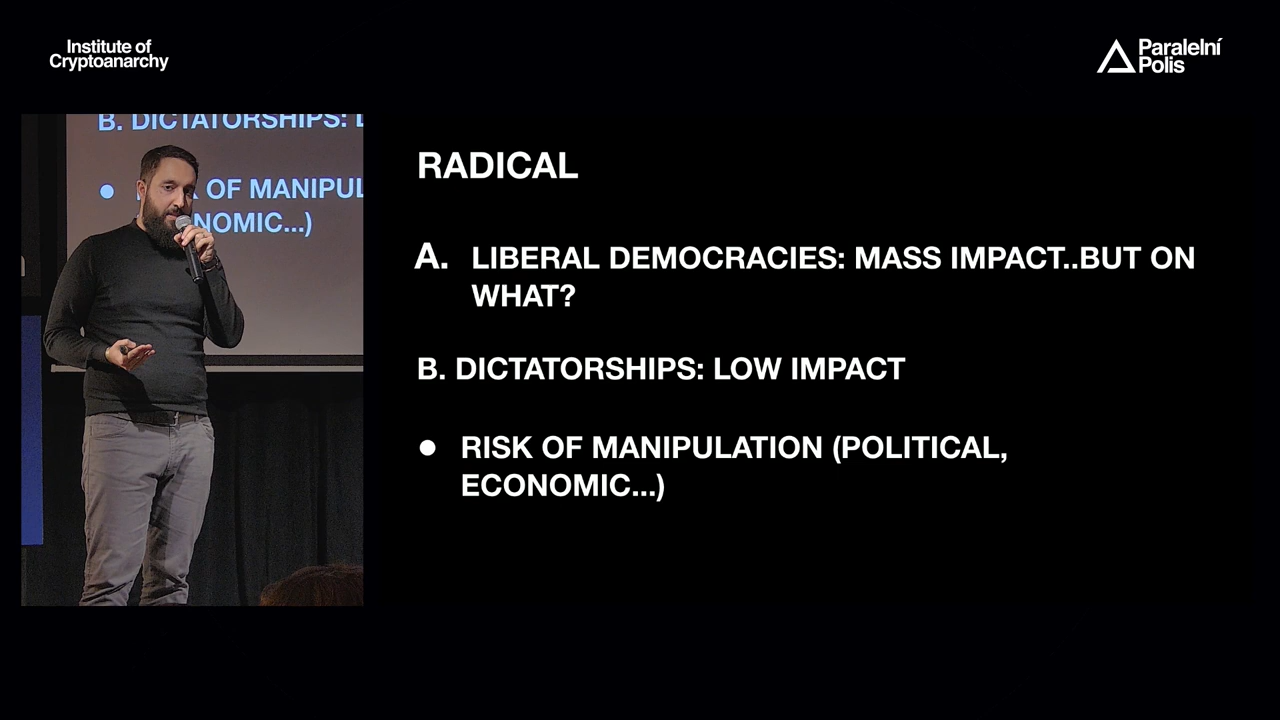 Institute of
Cryptoanarchy
Paralelní
Polis
B. DICTATORSHIPS:
OF MANIPUL
NOMIC...)
RADICAL
A. LIBERAL DEMOCRACIES: MASS IMPACT..BUT ON
WHAT?
B. DICTATORSHIPS: LOW IMPACT
● RISK OF MANIPULATION (POLITICAL,
ECONOMIC...)